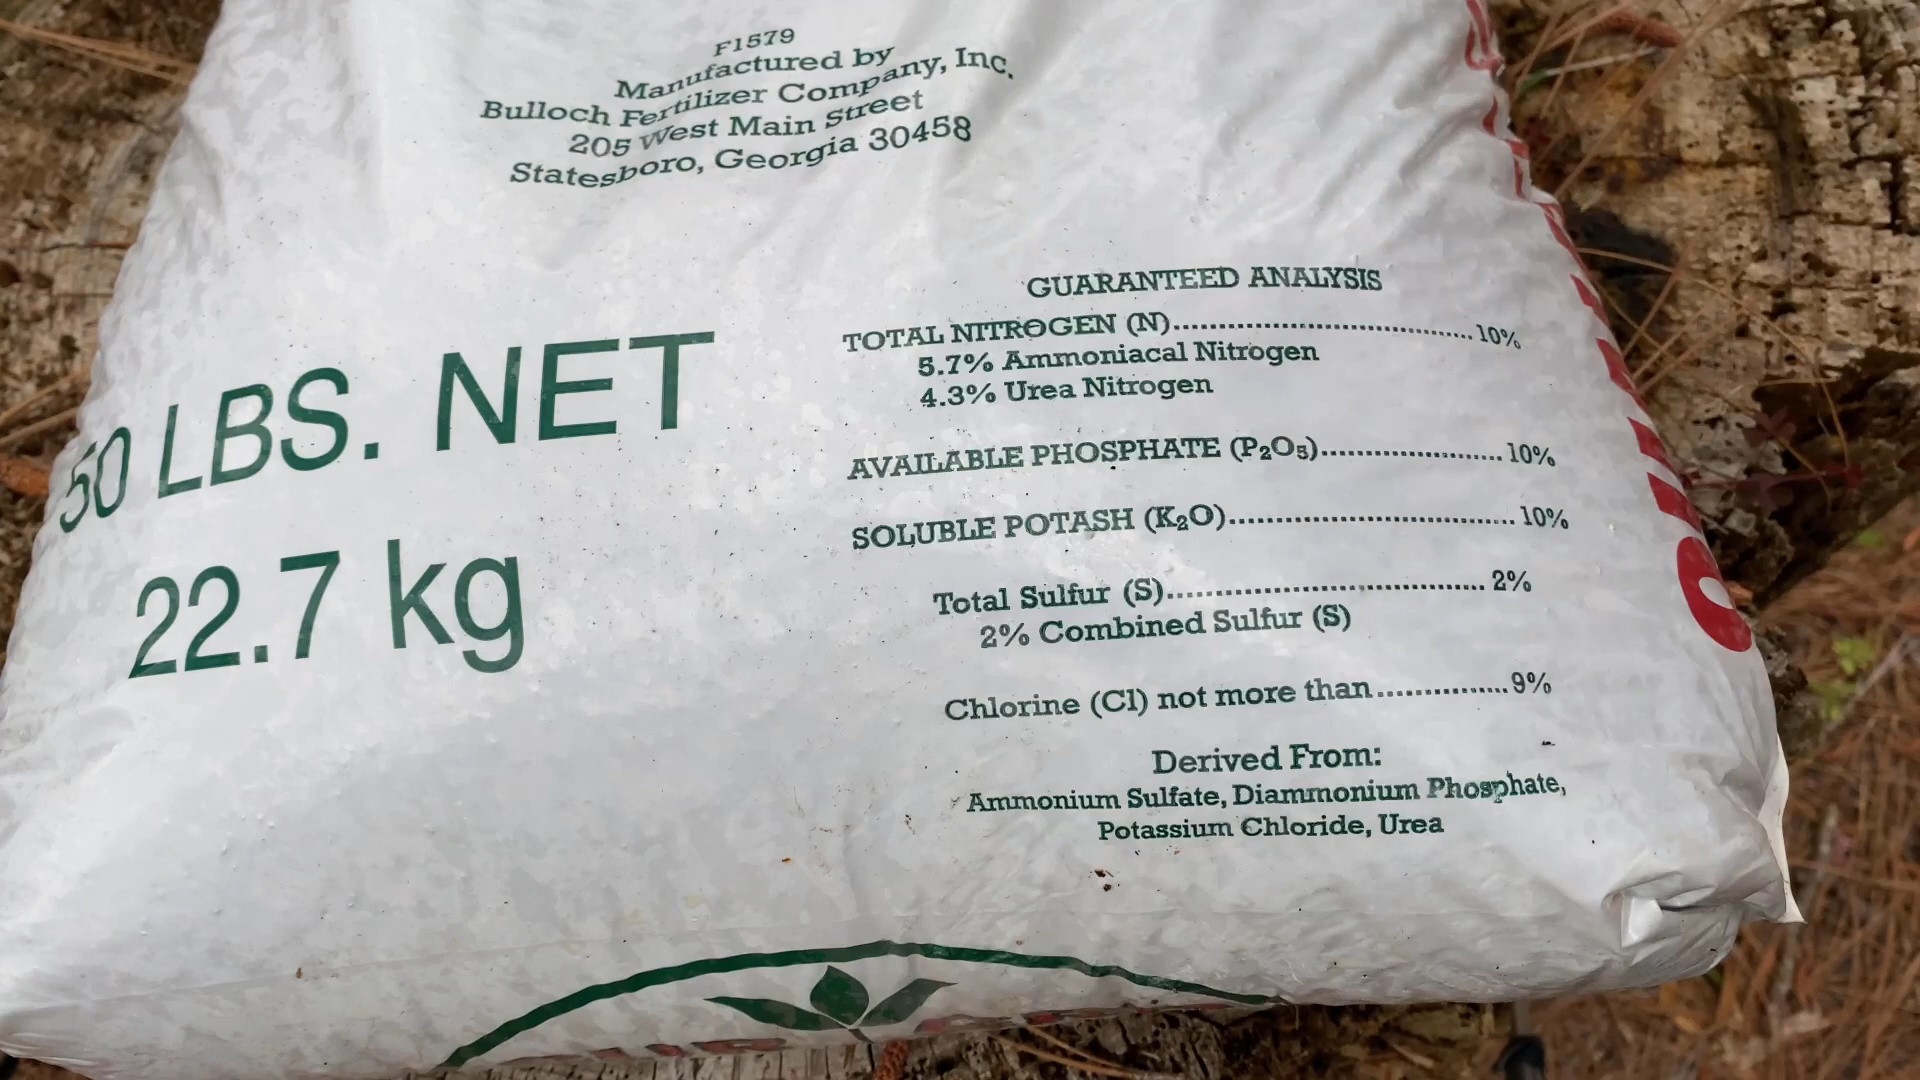 F1579
Manufactured by
Bulloch Fertilizer Company, Inc.
205 West Main Street
Statesboro, Georgia 30458
50 LBS. NET
22.7 kg
GUARANTEED ANALYSIS
TOTAL NITROGEN (N)........................................10%
5.7% Ammoniacal Nitrogen
4.3% Urea Nitrogen
AVAILABLE PHOSPHATE (P₂O₅)........................10%
SOLUBLE POTASH (K₂O)......................................10%
Total Sulfur (S)..........................................2%
2% Combined Sulfur (S)
Chlorine (Cl) not more than.................9%
Derived From:
Ammonium Sulfate, Diammonium Phosphate,
Potassium Chloride, Urea